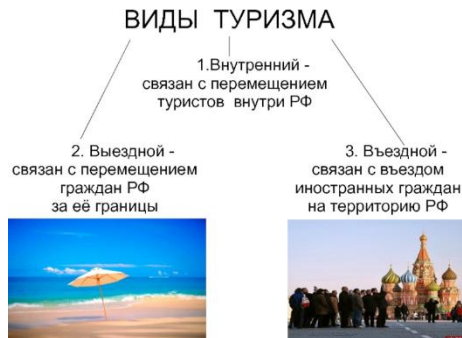 ВИДЫ ТУРИЗМА
1.Внутренний -
связан с перемещением
туристов внутри РФ
2. Выездной -
связан с перемещением
граждан РФ
за её границы
3. Въездной -
связан с въездом
иностранных граждан
на территорию РФ